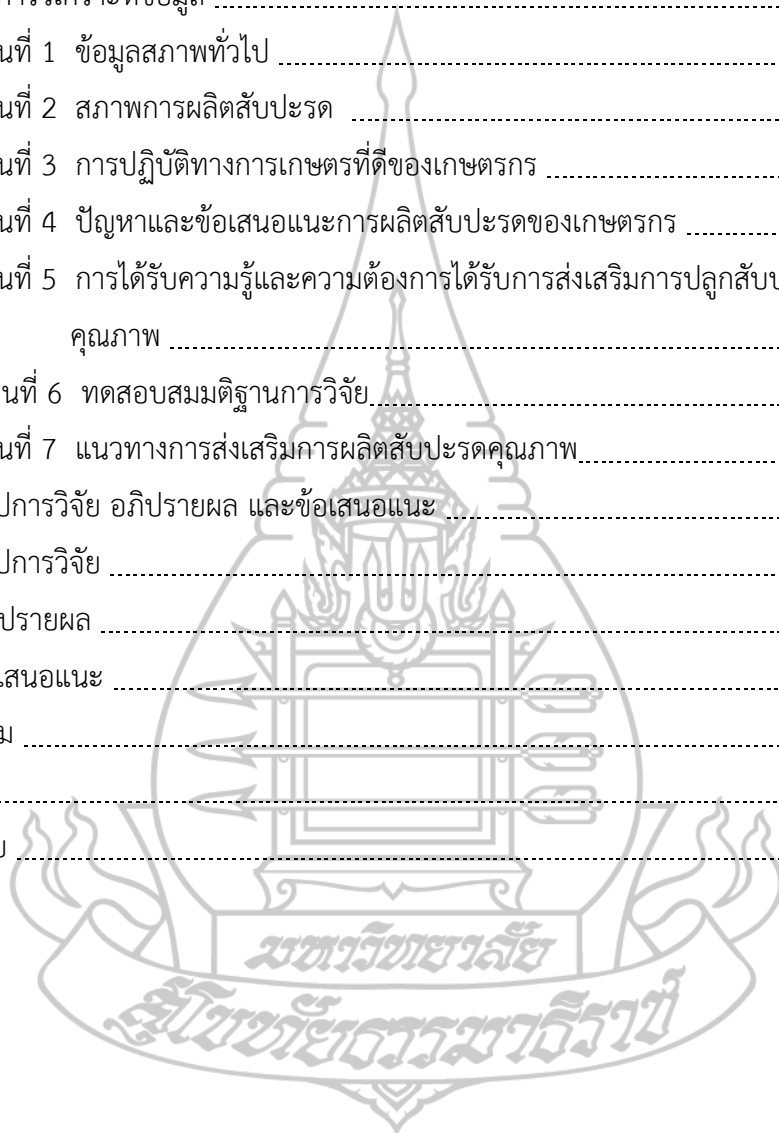 นที่ 1 ข้อมูลสภาพทั่วไป
นที่ 2 สภาพการผลิตสับปะรด
นที่ 3 การปฏิบัติทางการเกษตรที่ดีของเกษตรกร
นที่ 4 ปัญหาและข้อเสนอแนะการผลิตสับปะรดของเกษตรกร
นที่ 5 การได้รับความรู้และความต้องการได้รับการส่งเสริมการปลูกสับป
คุณภาพ
นที่ 6 ทดสอบสมมติฐานการวิจัย
นที่ 7 แนวทางการส่งเสริมการผลิตสับปะรดคุณภาพ
ปการวิจัย อภิปรายผล และข้อเสนอแนะ
ปการวิจัย
ปรายผล
เสนอแนะ
ม
บ
มหาวิทยาลัย
สุโขทัยธรรมาธิราช